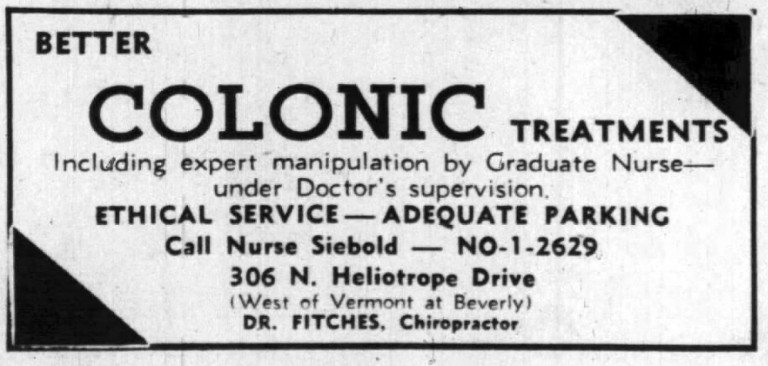 BETTER
COLONIC TREATMENTS
Including expert manipulation by Graduate Nurse—
under Doctor's supervision.
ETHICAL SERVICE — ADEQUATE PARKING
Call Nurse Siebold — NO-1-2629
306 N. Heliotrope Drive
(West of Vermont at Beverly)
DR. FITCHES, Chiropractor